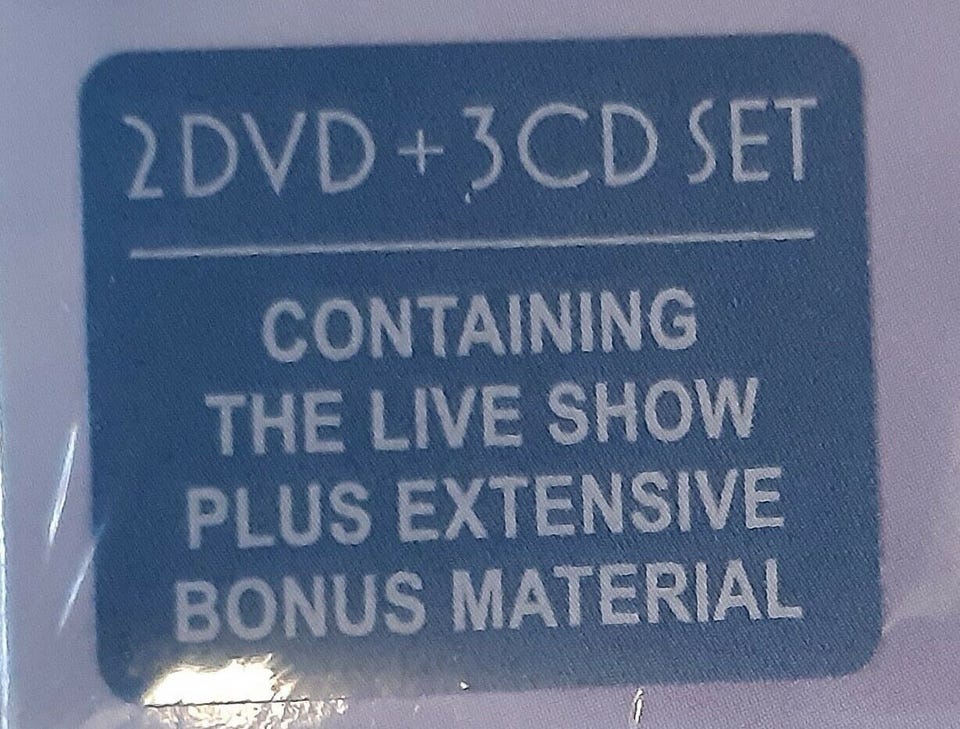 2DVD + 3CD SET
CONTAINING
THE LIVE SHOW
PLUS EXTENSIVE
BONUS MATERIAL